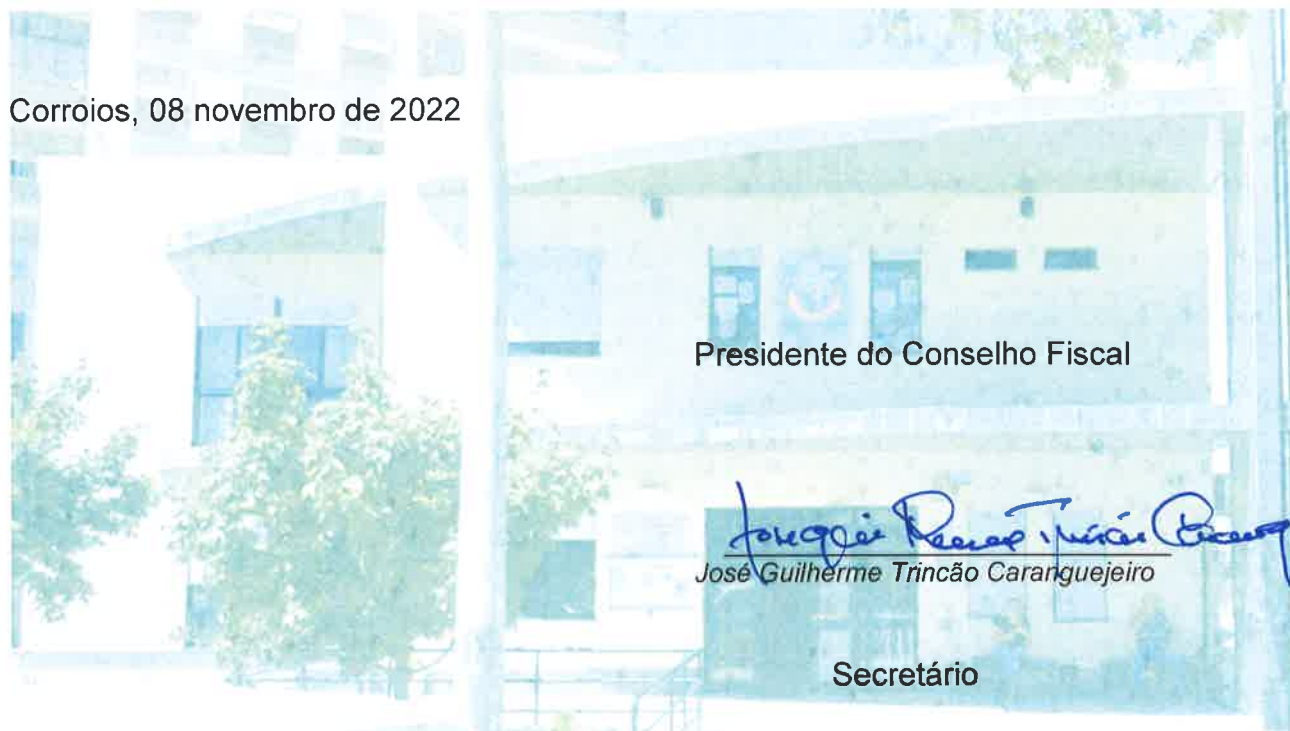 Corroios, 08 novembro de 2022
Presidente do Conselho Fiscal
José Guilherme Trincão Caranguejeiro
Secretário